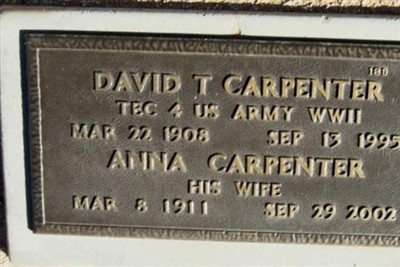 180
DAVID T CARPENTER
TEC 4 US ARMY WWII
MAR 22 1908 SEP 13 1995
ANNA CARPENTER
HIS WIFE
MAR 8 1911 SEP 29 2002